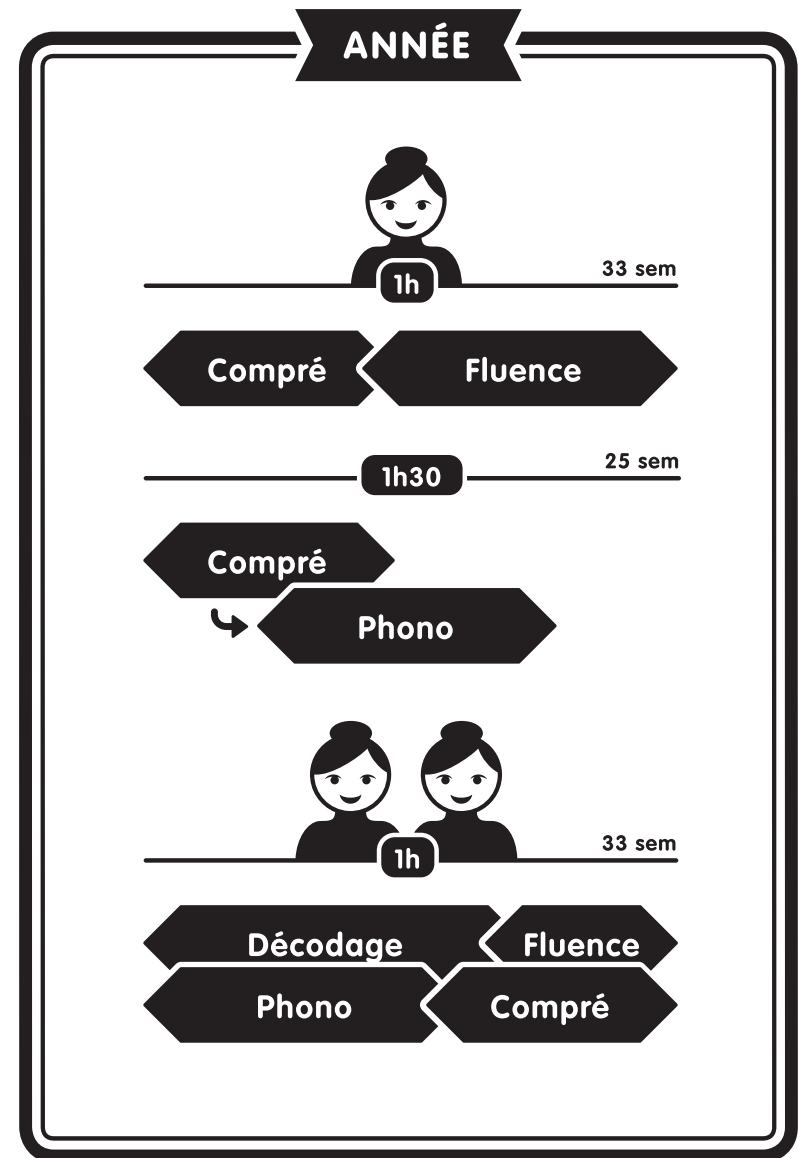 ANNÉE
33 sem
1h
Compré Fluence
25 sem
1h30
Compré
Phono
33 sem
1h
Décodage Fluence
Phono Compré